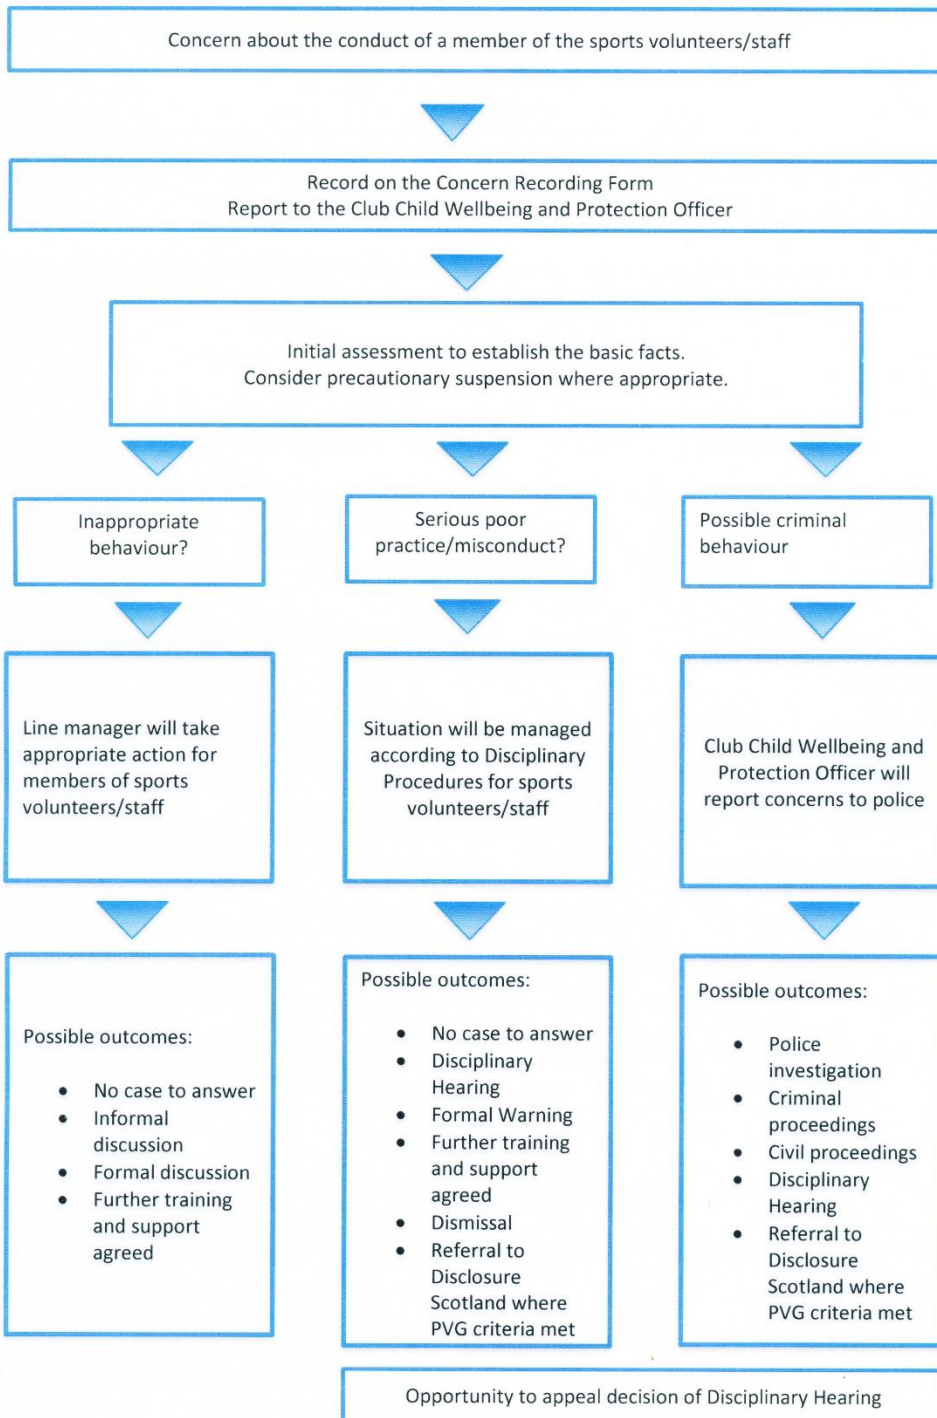 Concern about the conduct of a member of the sports volunteers/staff
Record on the Concern Recording Form
Report to the Club Child Wellbeing and Protection Officer
Initial assessment to establish the basic facts.
Consider precautionary suspension where appropriate.
Inappropriate
behaviour?
Serious poor
practice/misconduct?
Possible criminal
behaviour
Line manager will take
appropriate action for
members of sports
volunteers/staff
Situation will be managed
according to Disciplinary
Procedures for sports
volunteers/staff
Club Child Wellbeing and
Protection Officer will
report concerns to police
Possible outcomes:
• No case to answer
• Informal
discussion
• Formal discussion
• Further training
and support
agreed
Possible outcomes:
• No case to answer
• Disciplinary
Hearing
• Formal Warning
• Further training
and support
agreed
• Dismissal
• Referral to
Disclosure
Scotland where
PVG criteria met
Possible outcomes:
• Police
investigation
• Criminal
proceedings
• Civil proceedings
• Disciplinary
Hearing
• Referral to
Disclosure
Scotland where
PVG criteria met
Opportunity to appeal decision of Disciplinary Hearing